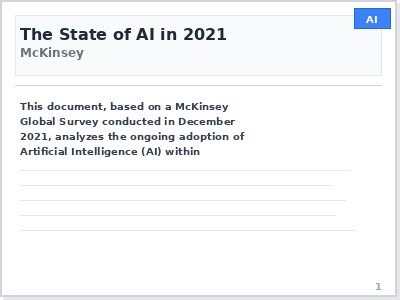 AI
The State of AI in 2021
McKinsey
This document, based on a McKinsey
Global Survey conducted in December
2021, analyzes the ongoing adoption of
Artificial Intelligence (AI) within
1